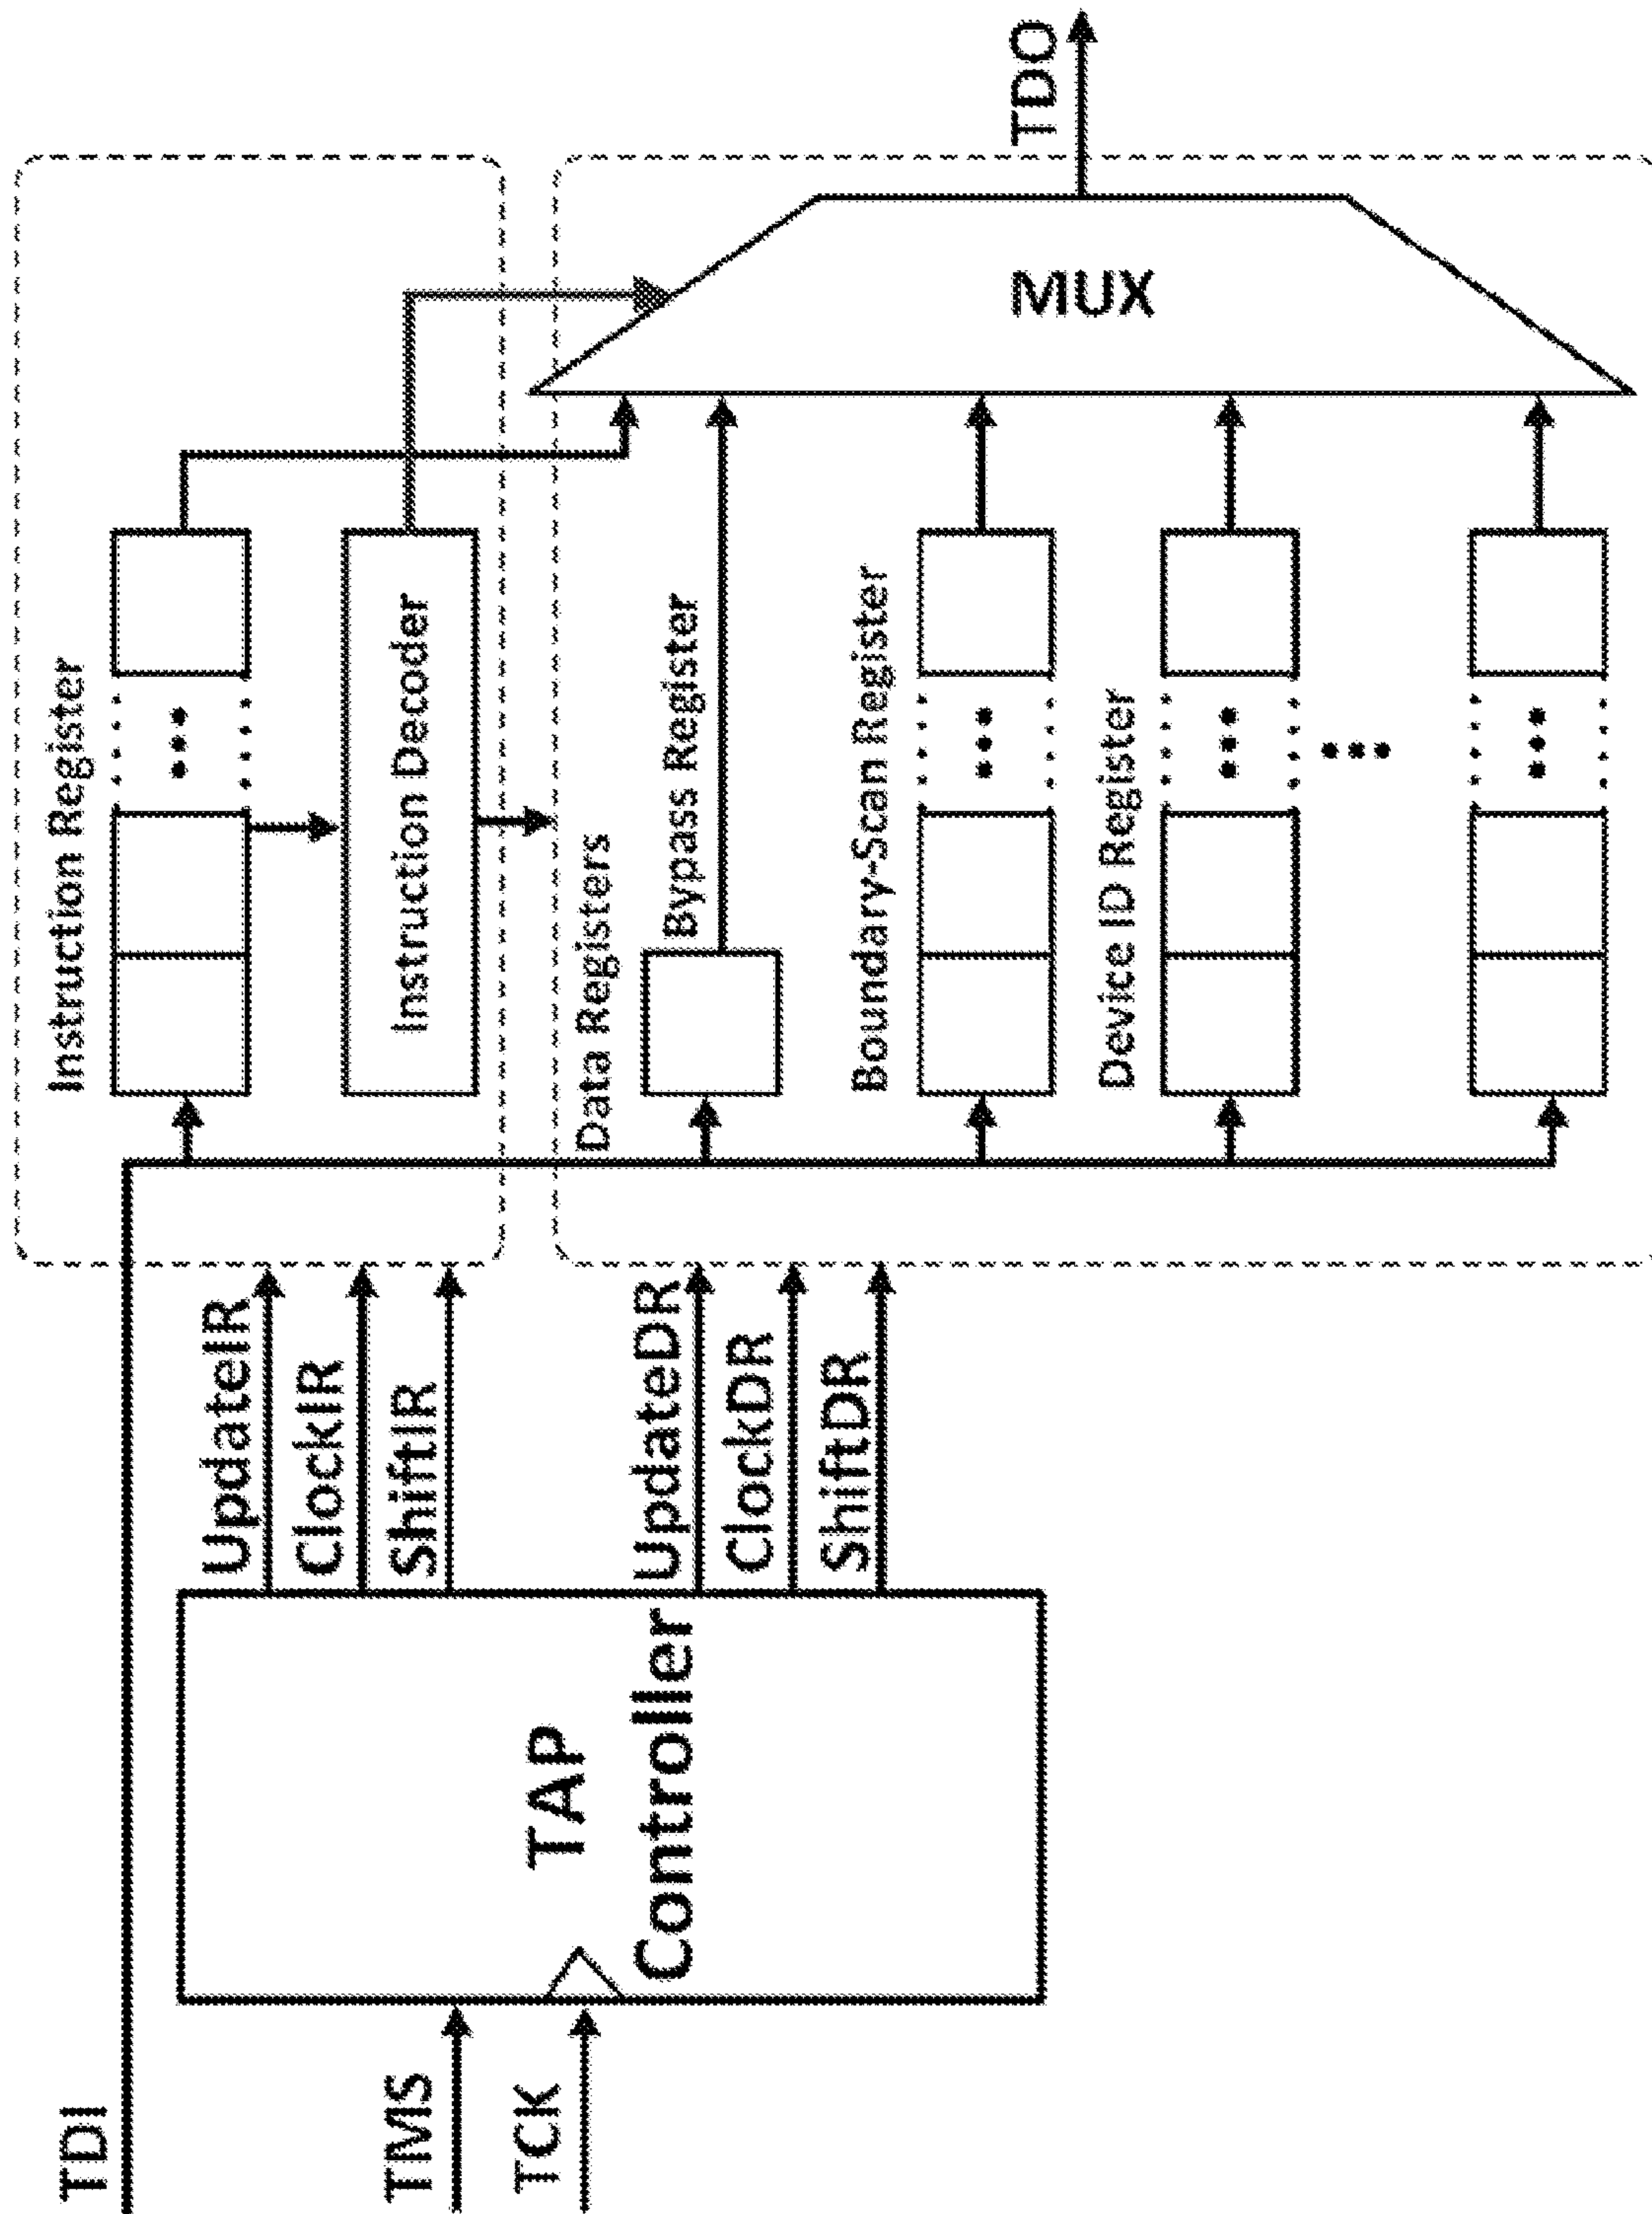 TDI
TMS
TCK
TAP
Controller
UpdateIR
ClockIR
ShiftIR
UpdateDR
ClockDR
ShiftDR
Instruction Register
Instruction Decoder
Data Registers
Bypass Register
Boundary-Scan Register
Device ID Register
MUX
TDO